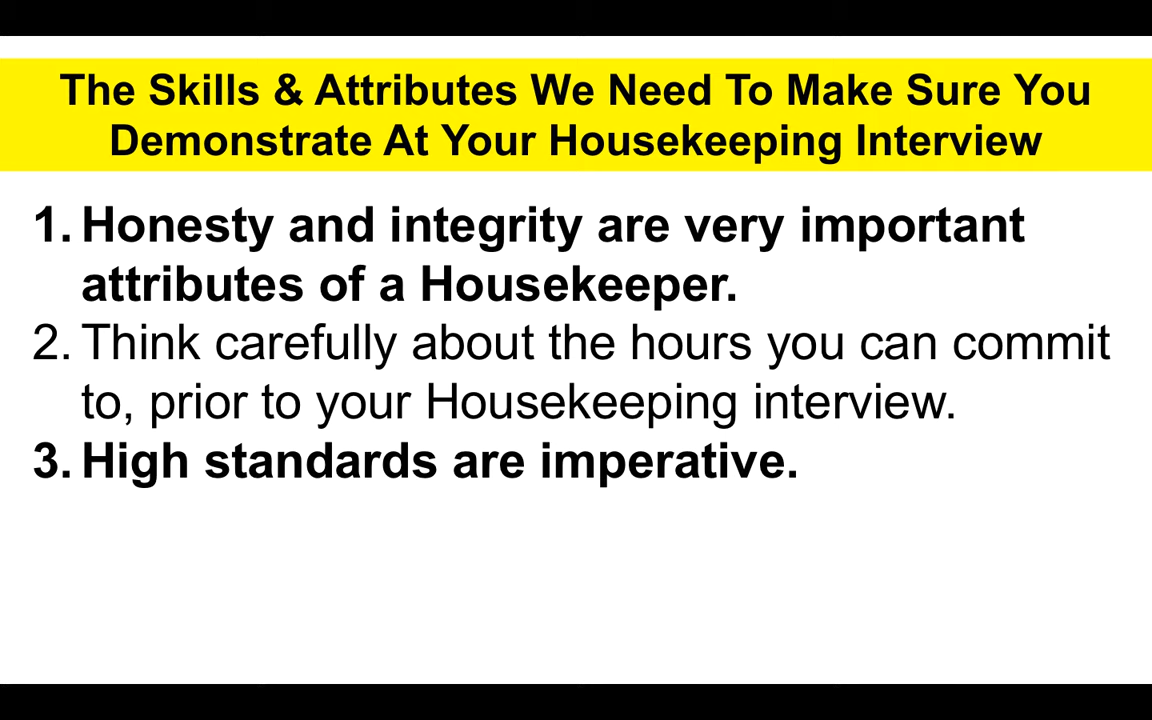 The Skills & Attributes We Need To Make Sure You
Demonstrate At Your Housekeeping Interview
1. Honesty and integrity are very important
attributes of a Housekeeper.
2. Think carefully about the hours you can commit
to, prior to your Housekeeping interview.
3. High standards are imperative.